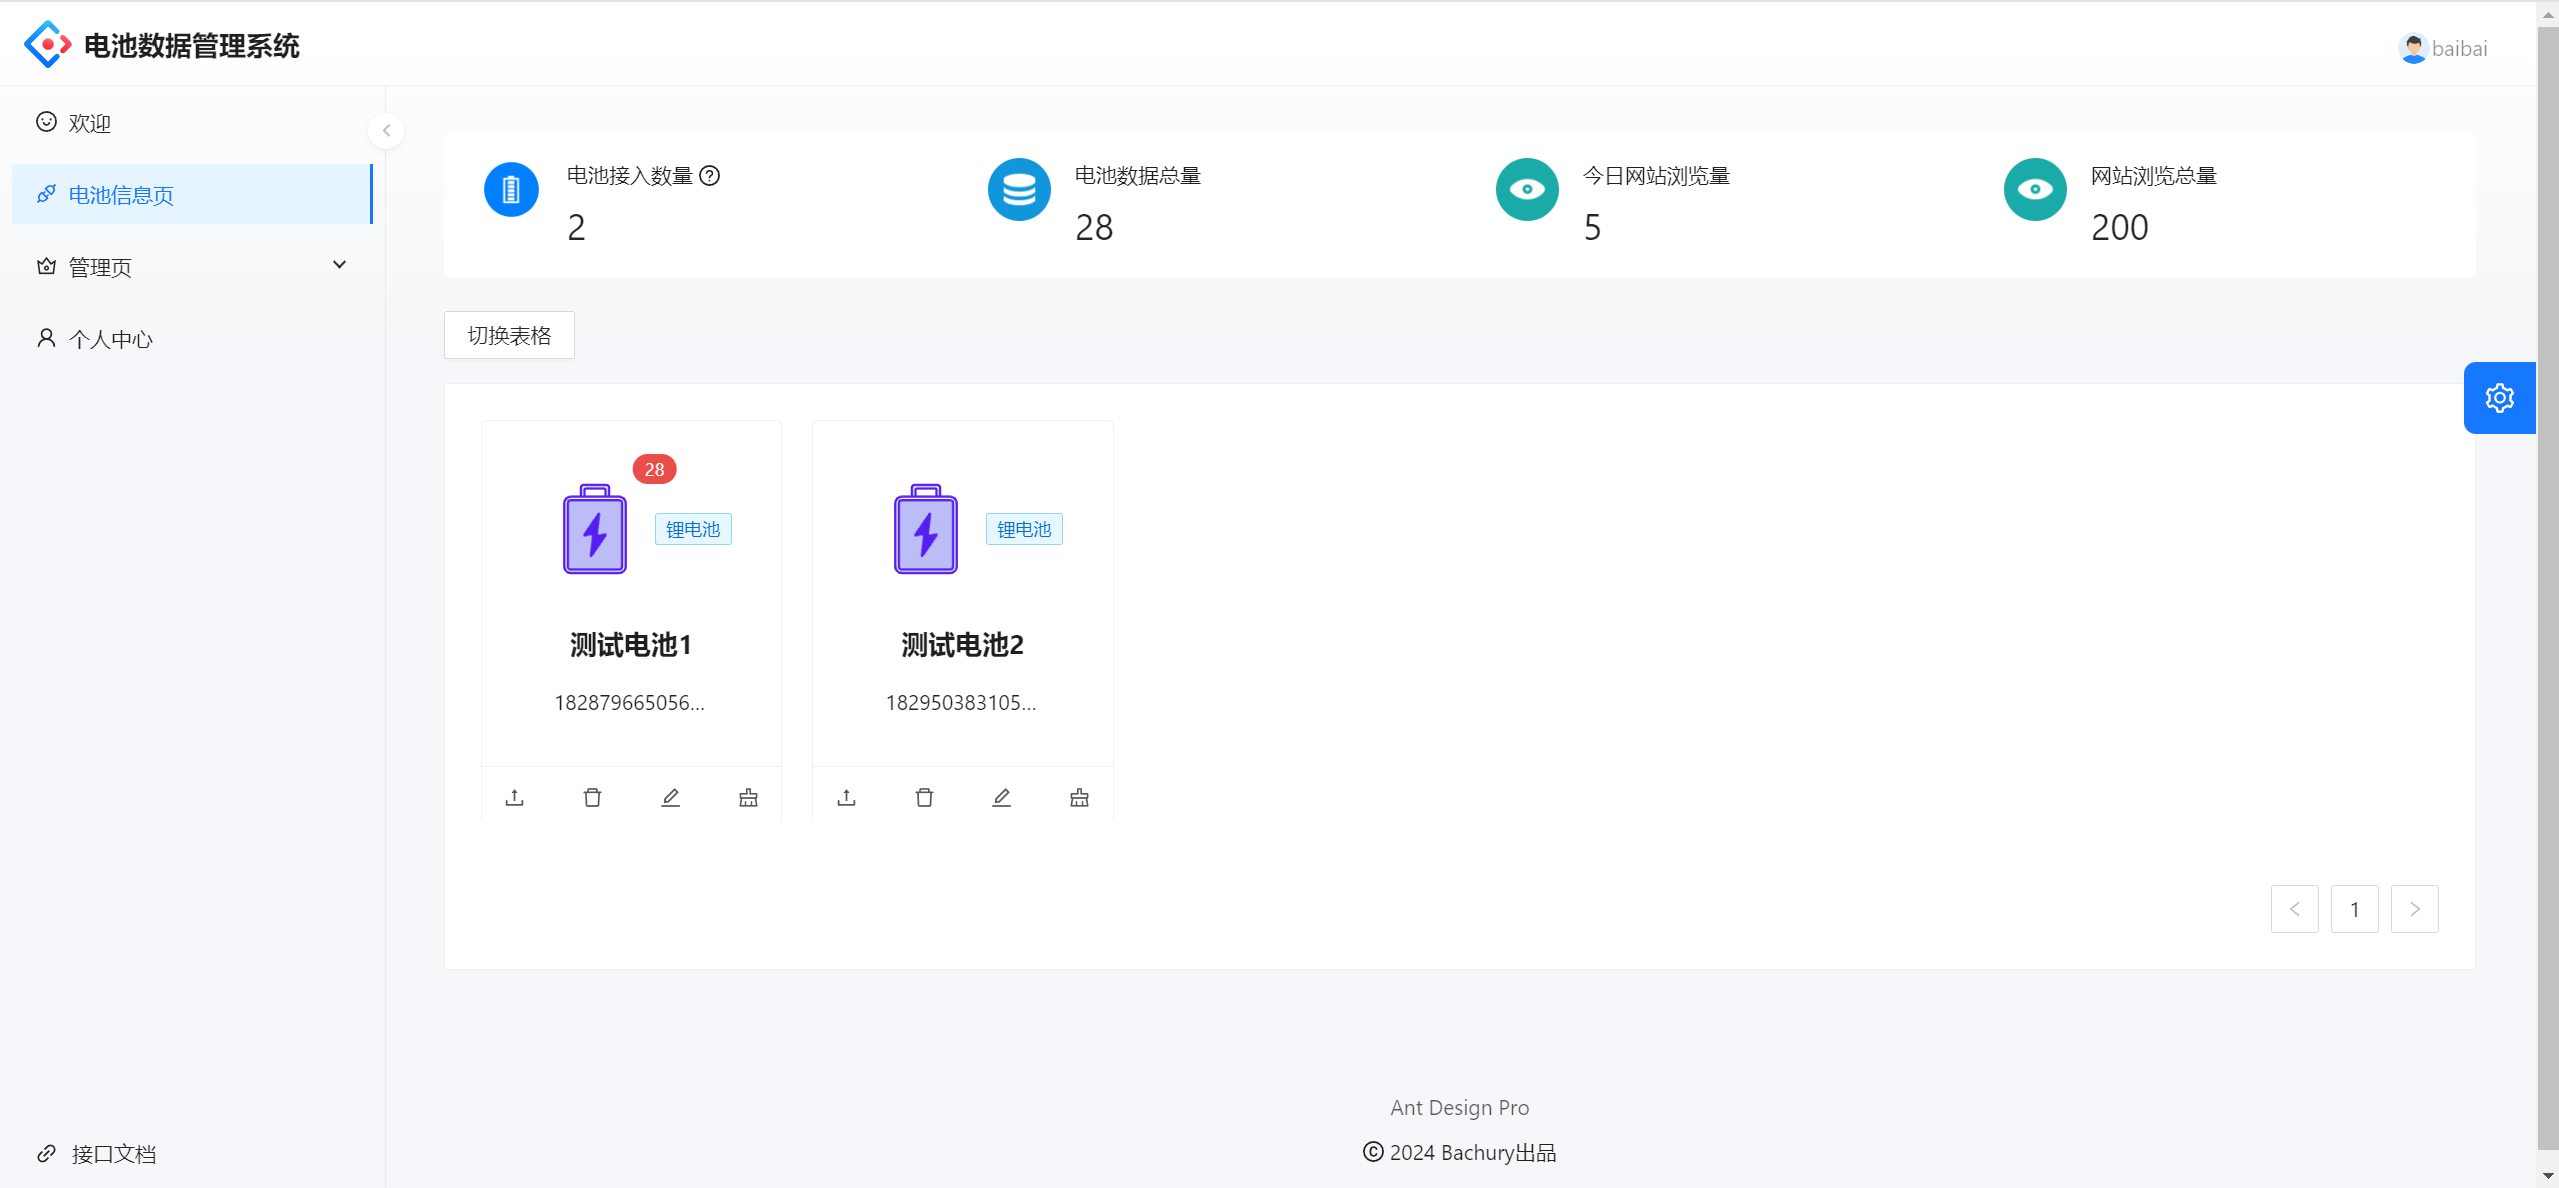 电池数据管理系统
baibai
欢迎
电池信息页
管理页
个人中心
接口文档
电池接入数量
2
电池数据总量
28
今日网站浏览量
5
网站浏览总量
200
切换表格
28
锂电池
测试电池1
182879665056...
锂电池
测试电池2
182950383105...
1
Ant Design Pro
© 2024 Bachury出品